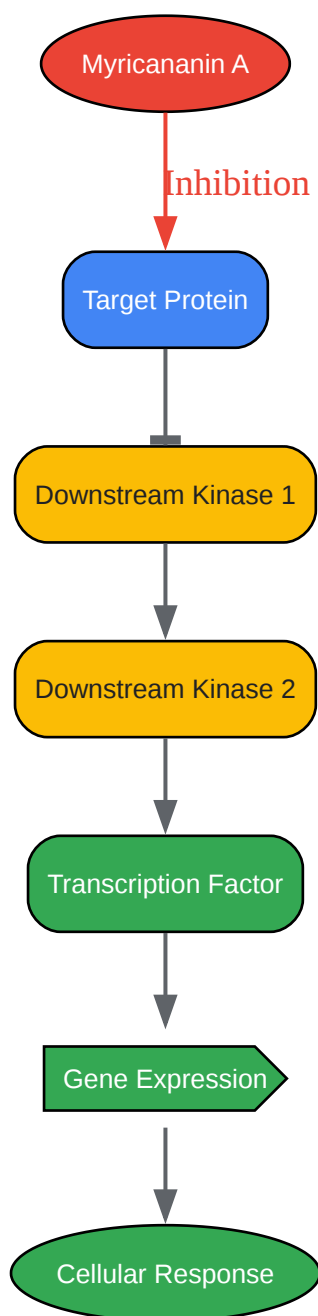 Myricananin A
Inhibition
Target Protein
Downstream Kinase 1
Downstream Kinase 2
Transcription Factor
Gene Expression
Cellular Response